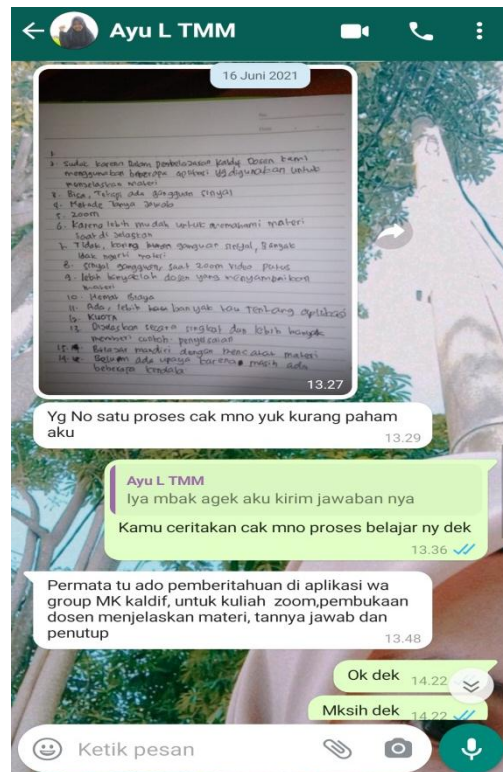 Ayu L TMM
16 Juni 2021
1.
2. Sudah karena dalam pembelajaran kaldif Dosen kami
menggunakan beberapa aplikasi yg digunakan untuk
menjelaskan materi
3. Bisa, Tetapi ada gangguan sinyal
4. Metode tanya Jawab
5. Zoom
6. Karena lebih mudah untuk memahami materi
saat di jelaskan
7. Tidak, karena gangguan sinyal, banyak
tidak ngerti materi
8. sinyal gangguan, saat zoom video putus
9. lebih banyaklah dosen yang menyampaikan
materi
10. Hemat Biaya
11. Ada, lebih banyak tau tentang aplikasi
12. KUOTA
13. Dijelaskan secara singkat dan lebih banyak
memberi contoh penyelesaian
Belajar mandiri dengan mencatat materi
Belum ada upaya karena masih ada
beberapa kendala
13.27
Yg No satu proses cak mno yuk kurang paham
aku
13.29
Ayu L TMM
Iya mbak agek aku kirim jawaban nya
Kamu ceritakan cak mno proses belajar ny dek
13.36
Permata tu ado pemberitahuan di aplikasi wa
group MK kaldif, untuk kuliah zoom,pembukaan
dosen menjelaskan materi, tannya jawab dan
penutup
13.48
Ok dek 14.22
Mksih dek 14.22
Ketik pesan